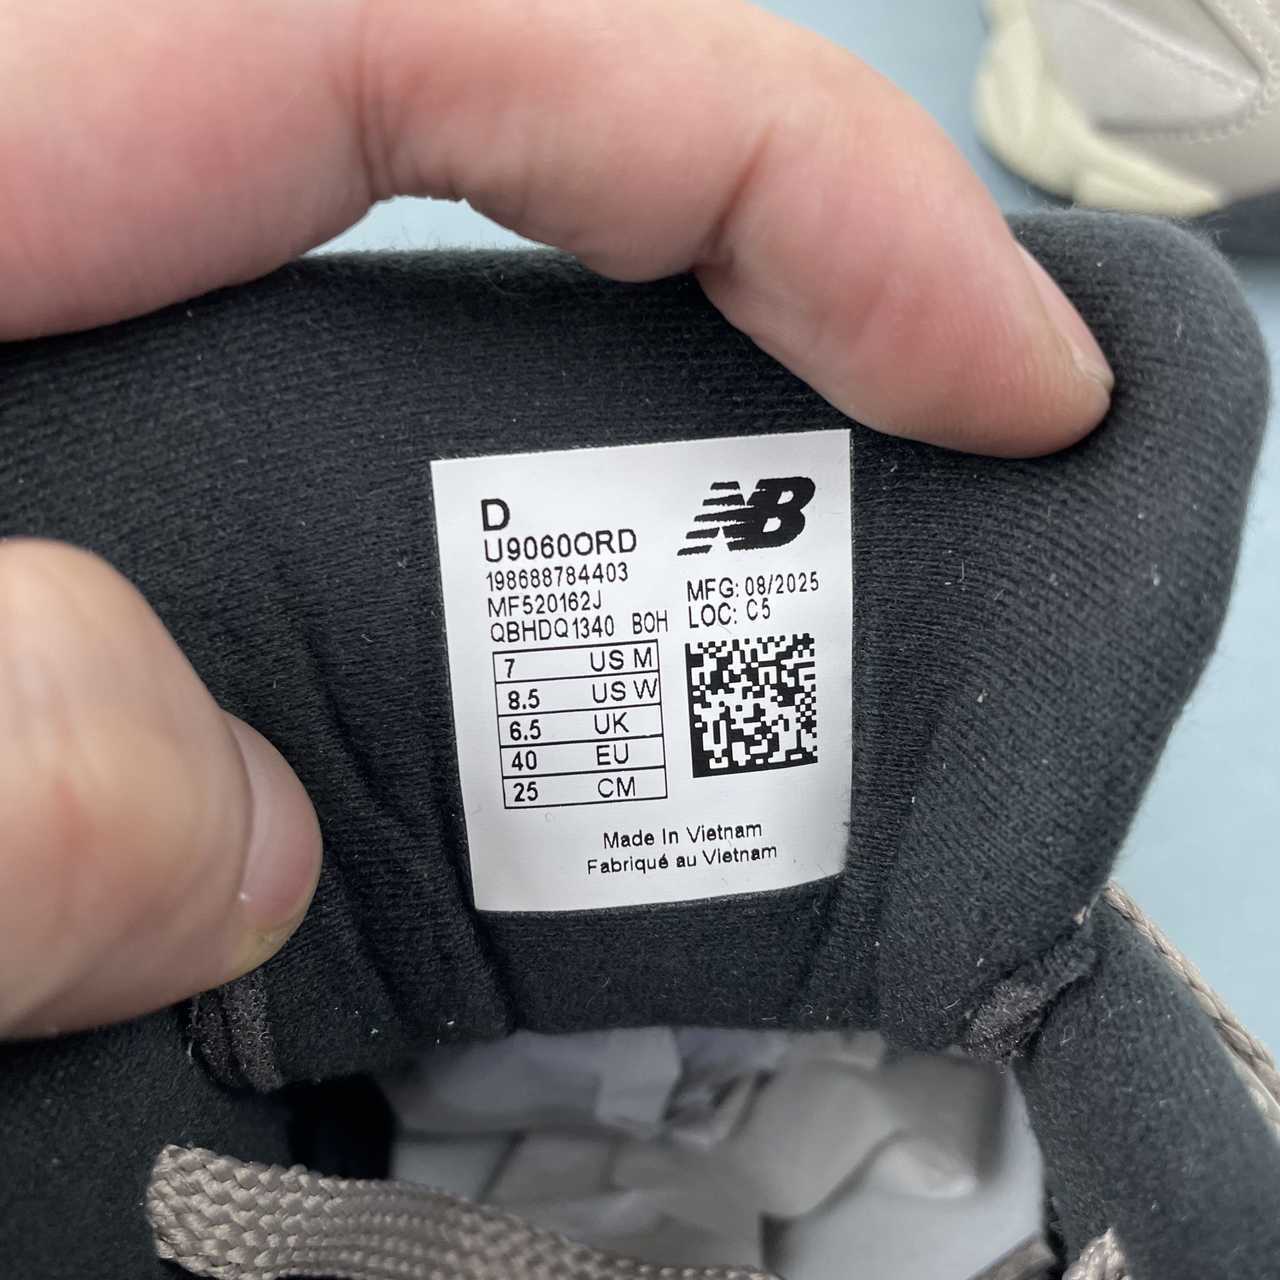 D
NB
U9060ORD
198688784403
MF520162J
QBHDQ1340 BOH
MFG: 08/2025
LOC: C5
7 US M
8.5 US W
6.5 UK
40 EU
25 CM
Made In Vietnam
Fabriqué au Vietnam